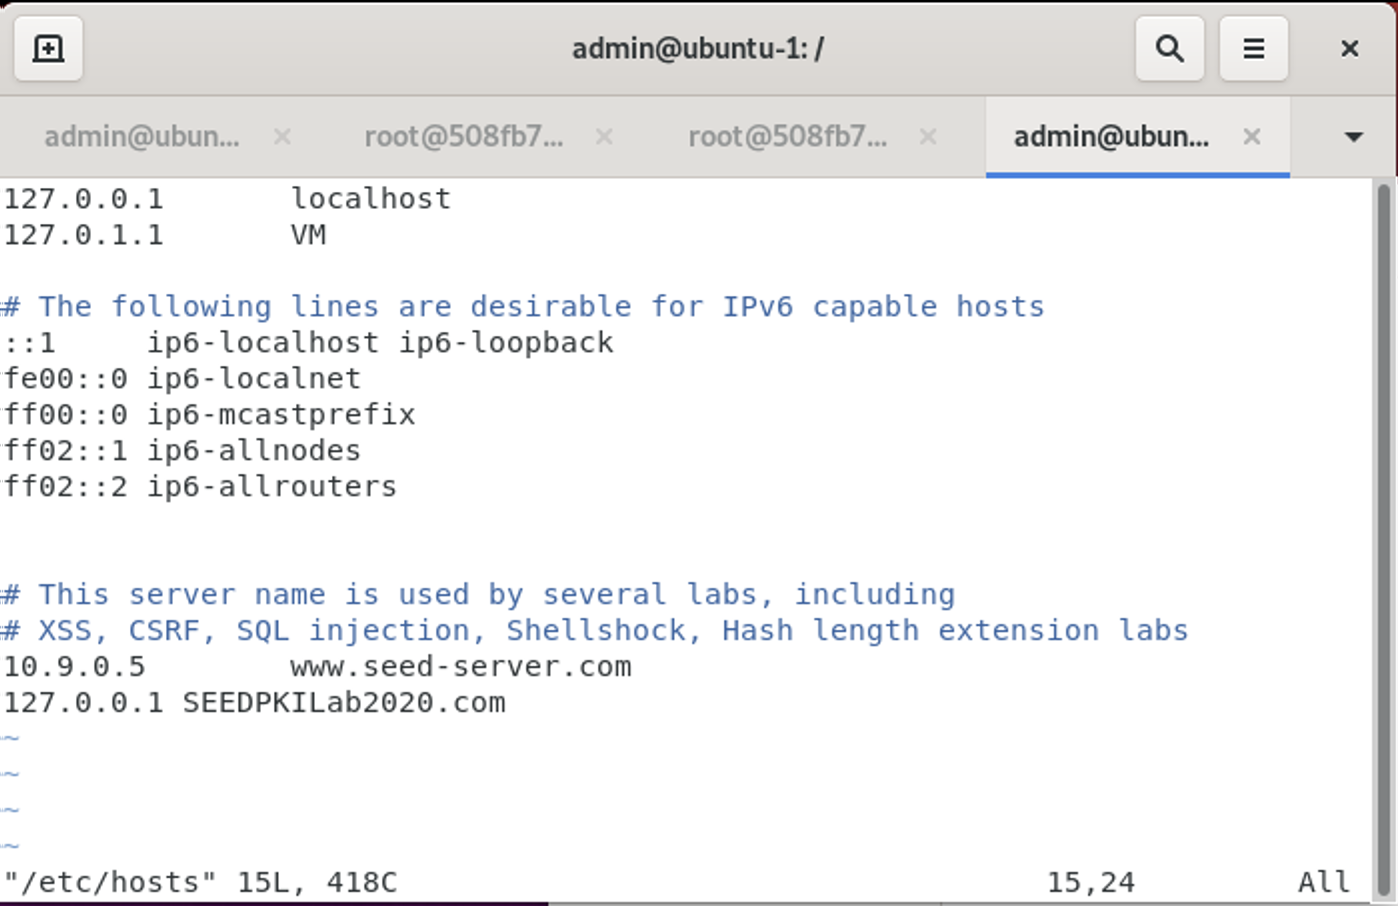 admin@ubuntu-1: /
admin@ubun... root@508fb7... root@508fb7... admin@ubun...
127.0.0.1       localhost
127.0.1.1       VM
# The following lines are desirable for IPv6 capable hosts
::1     ip6-localhost ip6-loopback
fe00::0 ip6-localnet
ff00::0 ip6-mcastprefix
ff02::1 ip6-allnodes
ff02::2 ip6-allrouters
# This server name is used by several labs, including
# XSS, CSRF, SQL injection, Shellshock, Hash length extension labs
10.9.0.5        www.seed-server.com
127.0.0.1 SEEDPKILab2020.com
~
~
~
~
"/etc/hosts" 15L, 418C 15,24 All